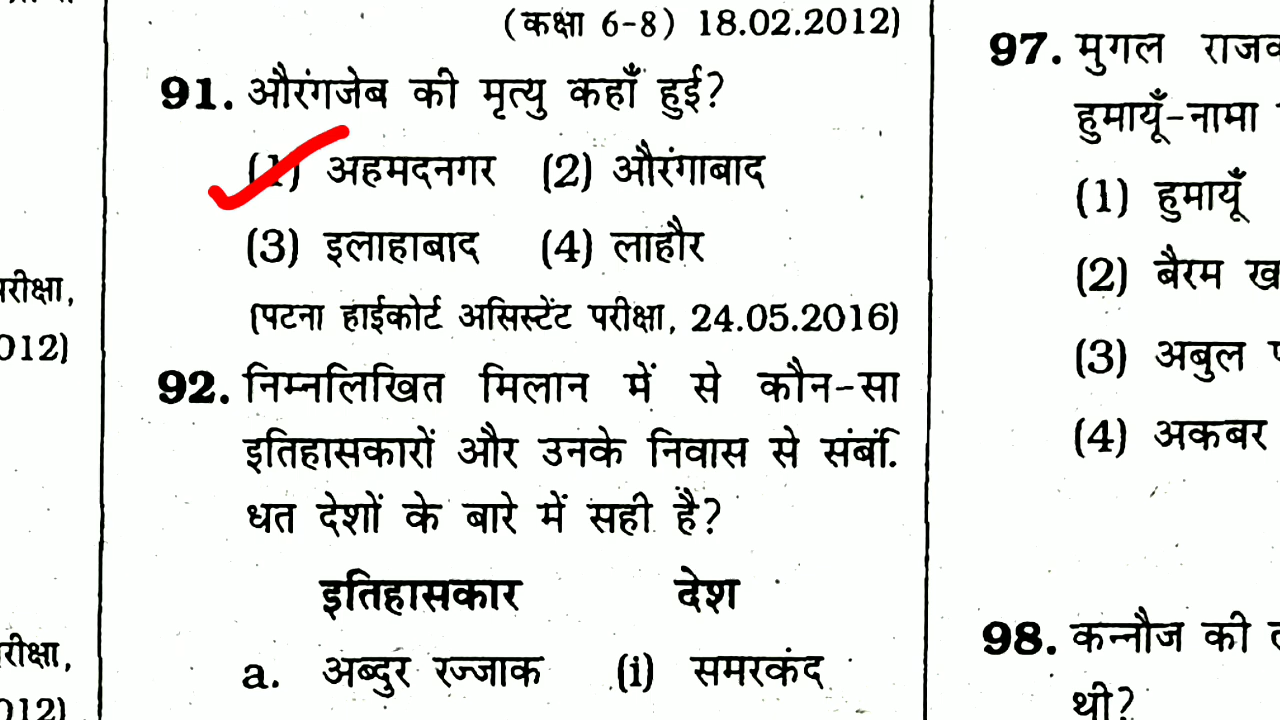 (कक्षा 6-8) 18.02.2012)
91. औरंगजेब की मृत्यु कहाँ हुई?
(1) अहमदनगर (2) औरंगाबाद
(3) इलाहाबाद (4) लाहौर
(पटना हाईकोर्ट असिस्टेंट परीक्षा, 24.05.2016)
92. निम्नलिखित मिलान में से कौन-सा
इतिहासकारों और उनके निवास से संबंि.
धत देशों के बारे में सही है?
इतिहासकार देश
a. अब्दुर रज्जाक (i) समरकंद
परीक्षा,
012)
परीक्षा,
012)
97. मुगल
हुमायूँ-नामा
(1) हुमायूँ
(2) बैरम
(3) अबुल
(4) अकबर
98. कन्नौज की
थी?